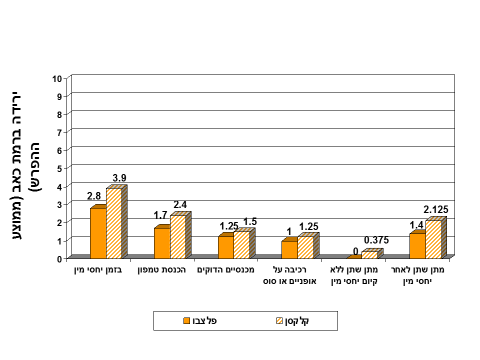 ירידה ברמת כאב (ממוצע
ההפרש)
10
9
8
7
6
5
4
3
2
1
0
2.8
3.9
1.7
2.4
1.25
1.5
1
1.25
0
0.375
1.4
2.125
בזמן יחסי מין
הכנסת טמפון
מכנסיים הדוקים
רכיבה על
אופניים או סוס
מתן שתן ללא
קיום יחסי מין
מתן שתן לאחר
יחסי מין
פלצבו
קלקסן